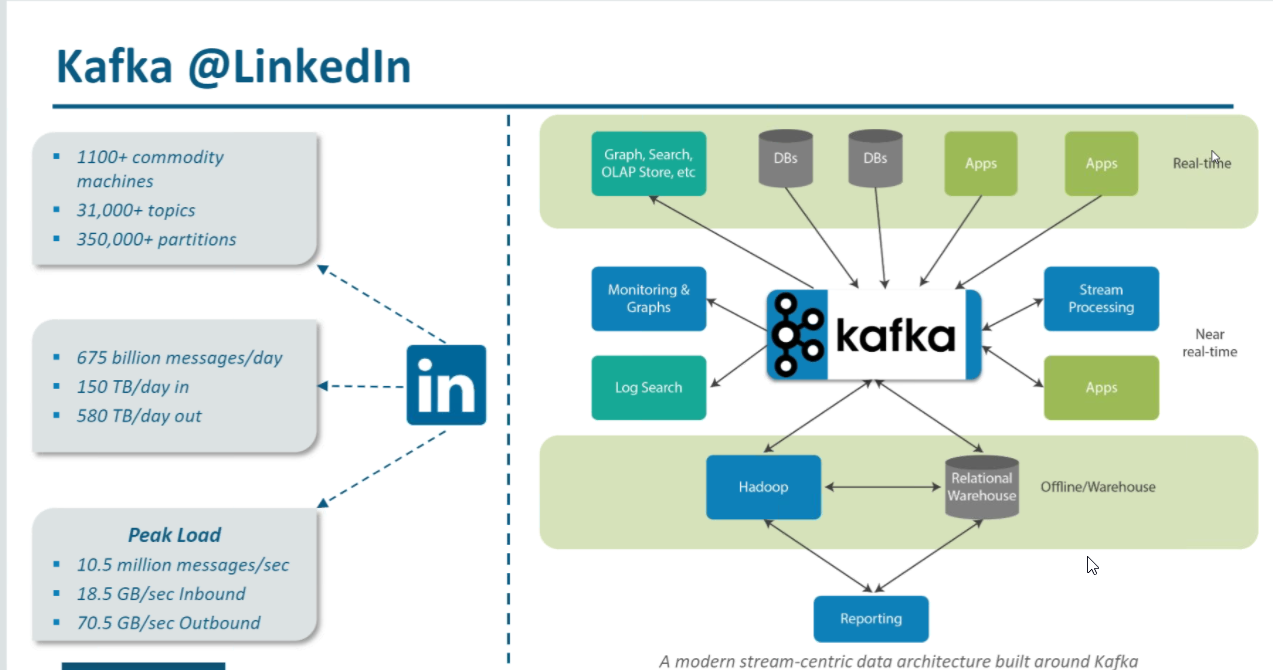 Kafka @LinkedIn
1100+ commodity
machines
31,000+ topics
350,000+ partitions
675 billion messages/day
150 TB/day in
580 TB/day out
Peak Load
10.5 million messages/sec
18.5 GB/sec Inbound
70.5 GB/sec Outbound
in
Graph, Search,
OLAP Store, etc
DBs
DBs
Apps
Apps
Real-time
Monitoring &
Graphs
Log Search
kafka
Stream
Processing
Apps
Near
real-time
Hadoop
Relational
Warehouse
Offline/Warehouse
Reporting
A modern stream-centric data architecture built around Kafka